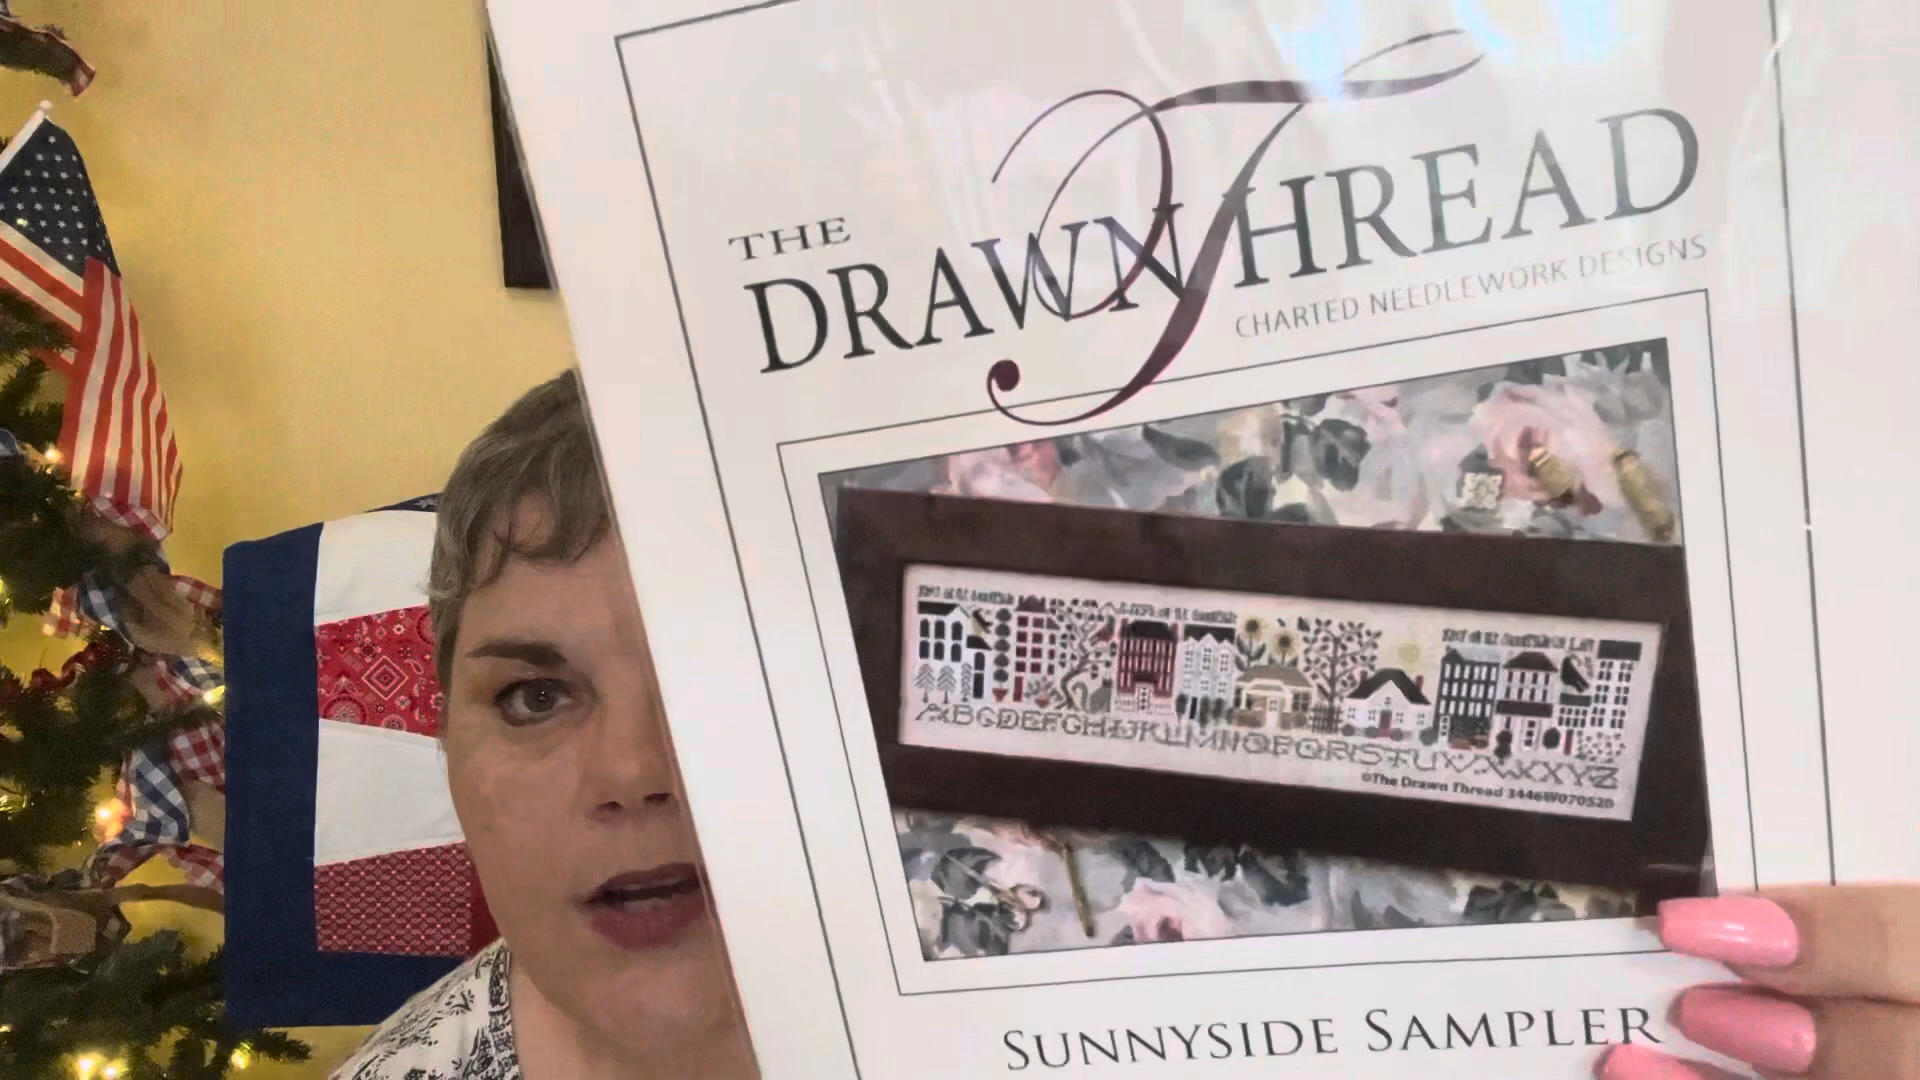 THE
DRAWN THREAD
CHARTED NEEDLEWORK DESIGNS
ABCDEFGHIJKLMNOPQRSTUVWXYZ
©The Drawn Thread
SUNNYSIDE SAMPLER